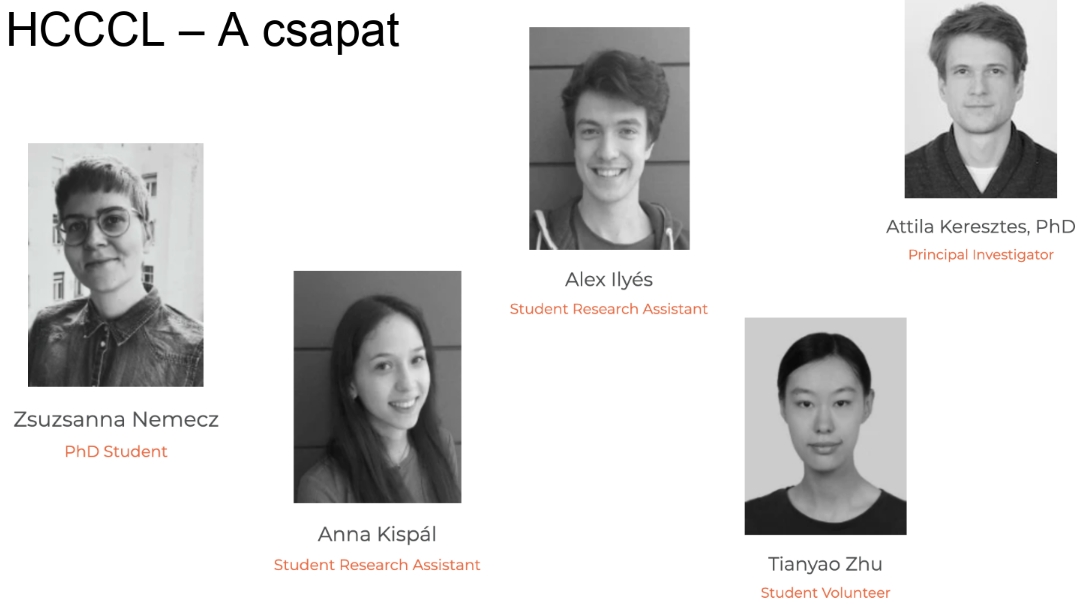 HCCCL – A csapat
Zsuzsanna Nemecz
PhD Student
Anna Kispál
Student Research Assistant
Alex Ilyés
Student Research Assistant
Tianyao Zhu
Student Volunteer
Attila Keresztes, PhD
Principal Investigator